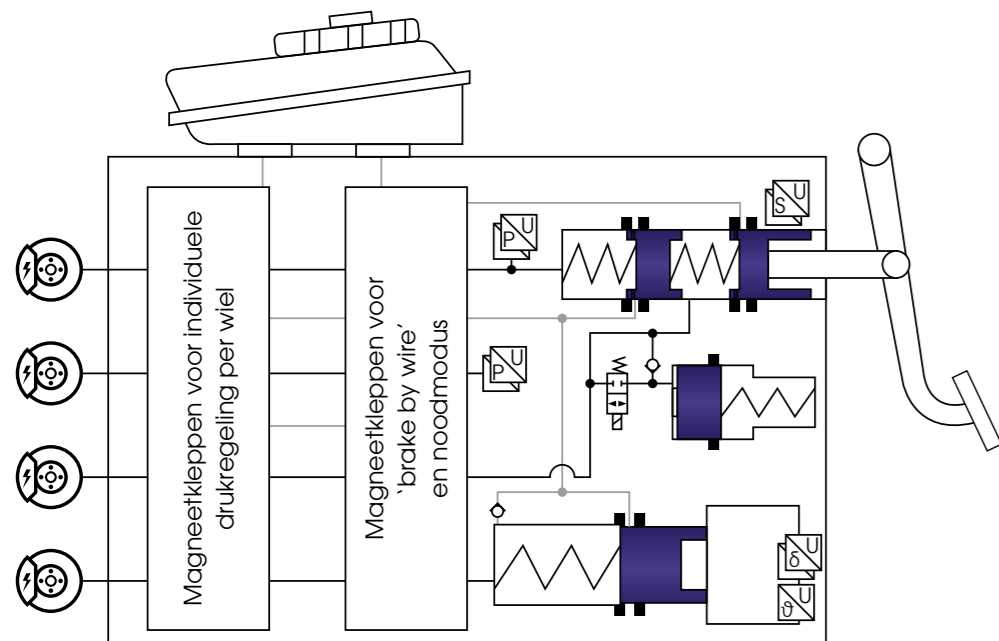 Magneetkleppen voor individuele
drukregeling per wiel
Magneetkleppen voor
‘brake by wire’
en noodmodus
P U
P U
S U
δ U
ϑ U